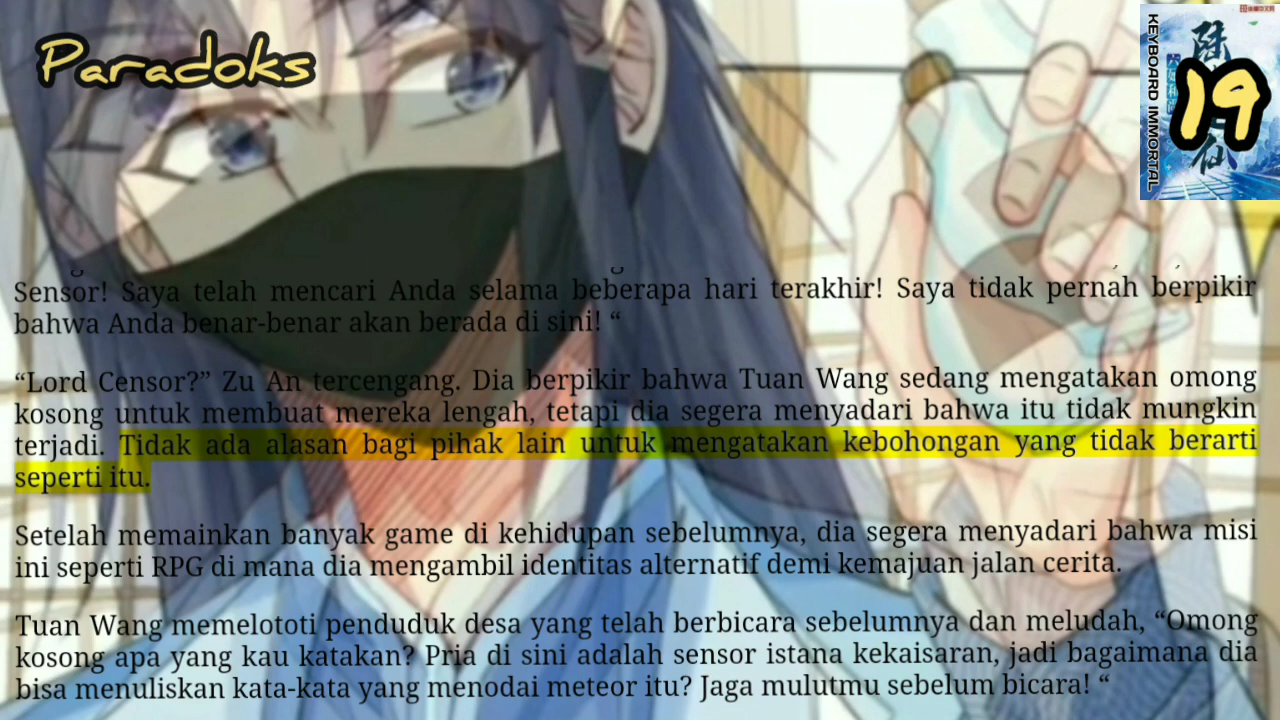 Paradoks
KEYBOARD IMMORTAL
19
Sensor! Saya telah mencari Anda selama beberapa hari terakhir! Saya tidak pernah berpikir
bahwa Anda benar-benar akan berada di sini! “
“Lord Censor?” Zu An tercengang. Dia berpikir bahwa Tuan Wang sedang mengatakan omong
kosong untuk membuat mereka lengah, tetapi dia segera menyadari bahwa itu tidak mungkin
terjadi. Tidak ada alasan bagi pihak lain untuk mengatakan kebohongan yang tidak berarti
seperti itu.
Setelah memainkan banyak game di kehidupan sebelumnya, dia segera menyadari bahwa misi
ini seperti RPG di mana dia mengambil identitas alternatif demi kemajuan jalan cerita.
Tuan Wang memelototi penduduk desa yang telah berbicara sebelumnya dan meludah, “Omong
kosong apa yang kau katakan? Pria di sini adalah sensor istana kekaisaran, jadi bagaimana dia
bisa menuliskan kata-kata yang menodai meteor itu? Jaga mulutmu sebelum bicara! “